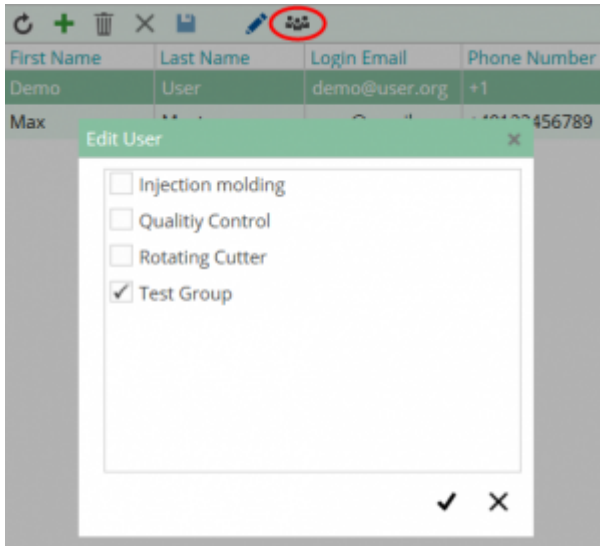 First Name Last Name Login Email Phone Number
Demo User demo@user.org +1
Max
Edit User
Injection molding
Qualitiy Control
Rotating Cutter
Test Group